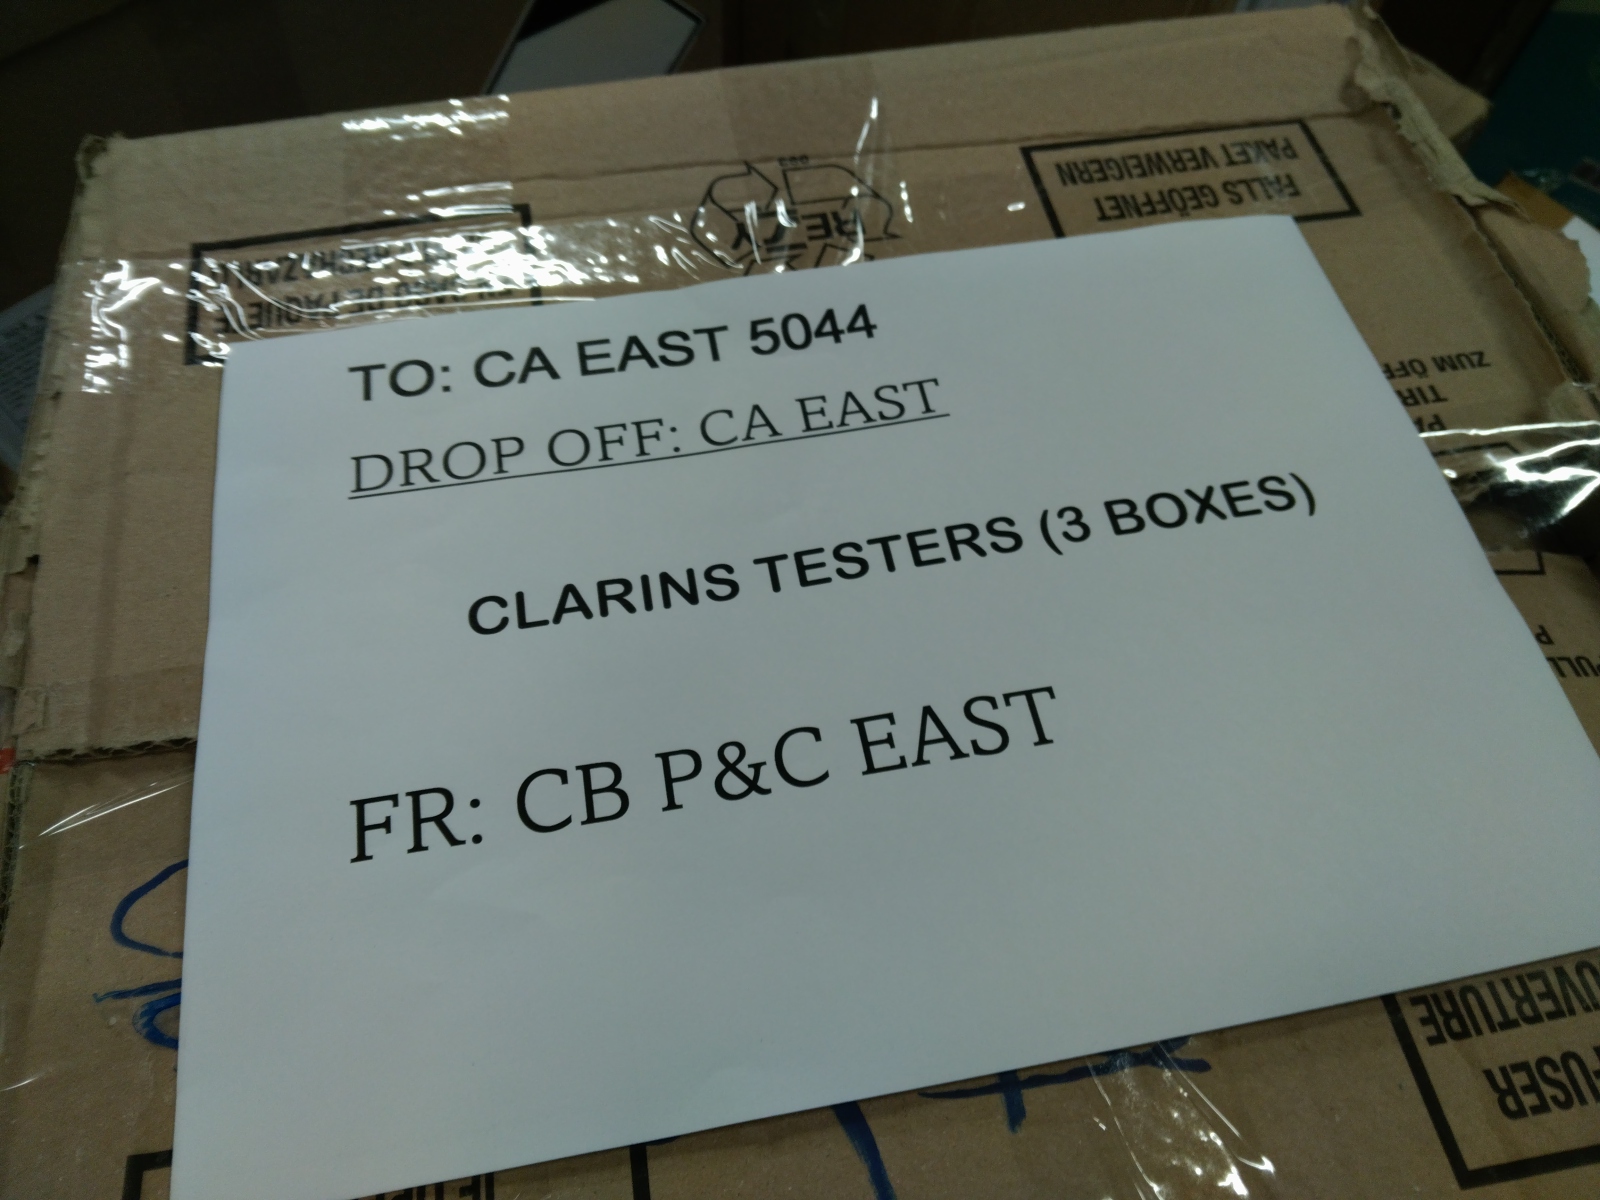 FALLS GEÖFFNET
PAKET VERWEIGERN
TO: CA EAST 5044
DROP OFF: CA EAST
CLARINS TESTERS (3 BOXES)
FR: CB P&C EAST
ZUM